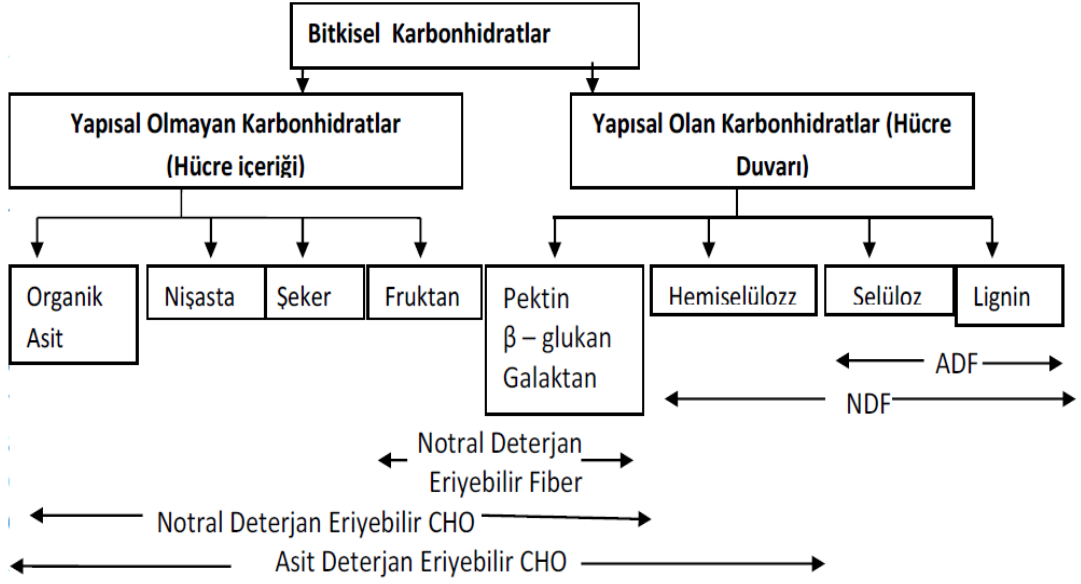 Bitkisel Karbonhidratlar
Yapısal Olmayan Karbonhidratlar
(Hücre içeriği)
Yapısal Olan Karbonhidratlar (Hücre
Duvarı)
Organik
Asit
Nişasta
Şeker
Fruktan
Pektin
β – glukan
Galaktan
Hemiselülozz
Selüloz
Lignin
ADF
NDF
Notral Deterjan
Eriyebilir Fiber
Notral Deterjan Eriyebilir CHO
Asit Deterjan Eriyebilir CHO